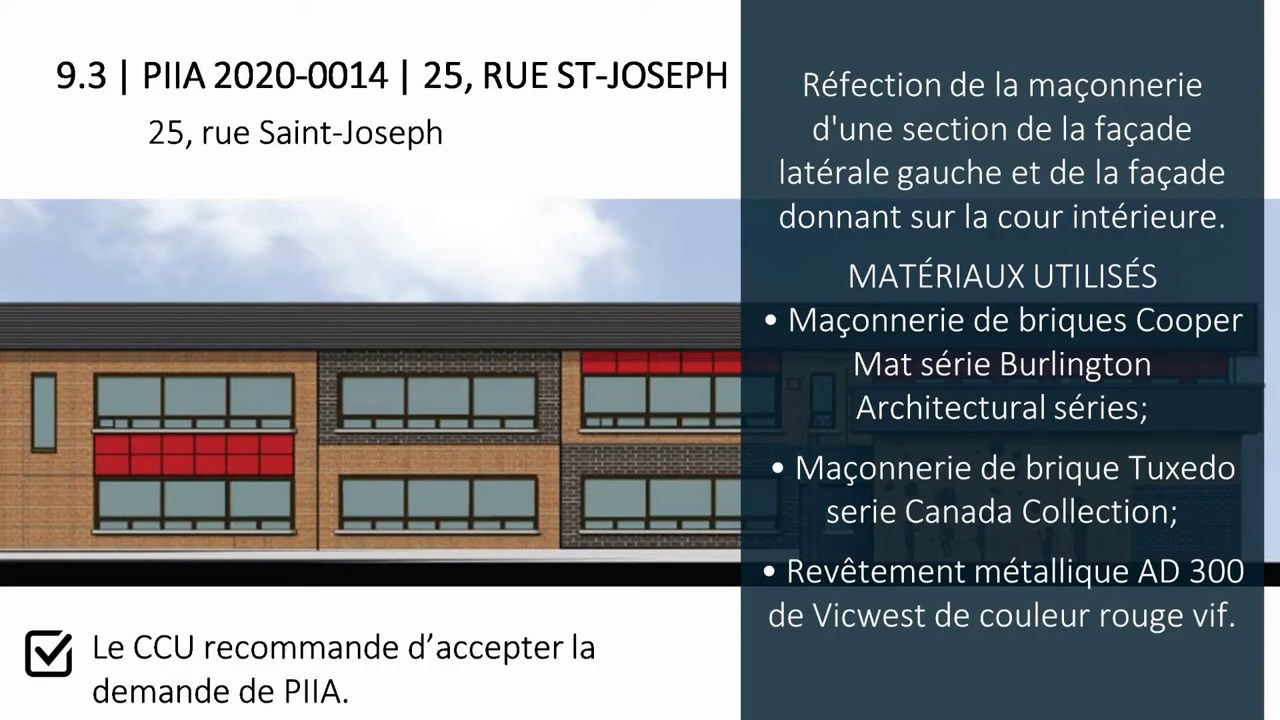 9.3 | PIIA 2020-0014 | 25, RUE ST-JOSEPH
25, rue Saint-Joseph
Réfection de la maçonnerie
d'une section de la façade
latérale gauche et de la façade
donnant sur la cour intérieure.
MATÉRIAUX UTILISÉS
• Maçonnerie de briques Cooper
Mat série Burlington
Architectural séries;
• Maçonnerie de brique Tuxedo
serie Canada Collection;
• Revêtement métallique AD 300
de Vicwest de couleur rouge vif.
Le CCU recommande d’accepter la
demande de PIIA.